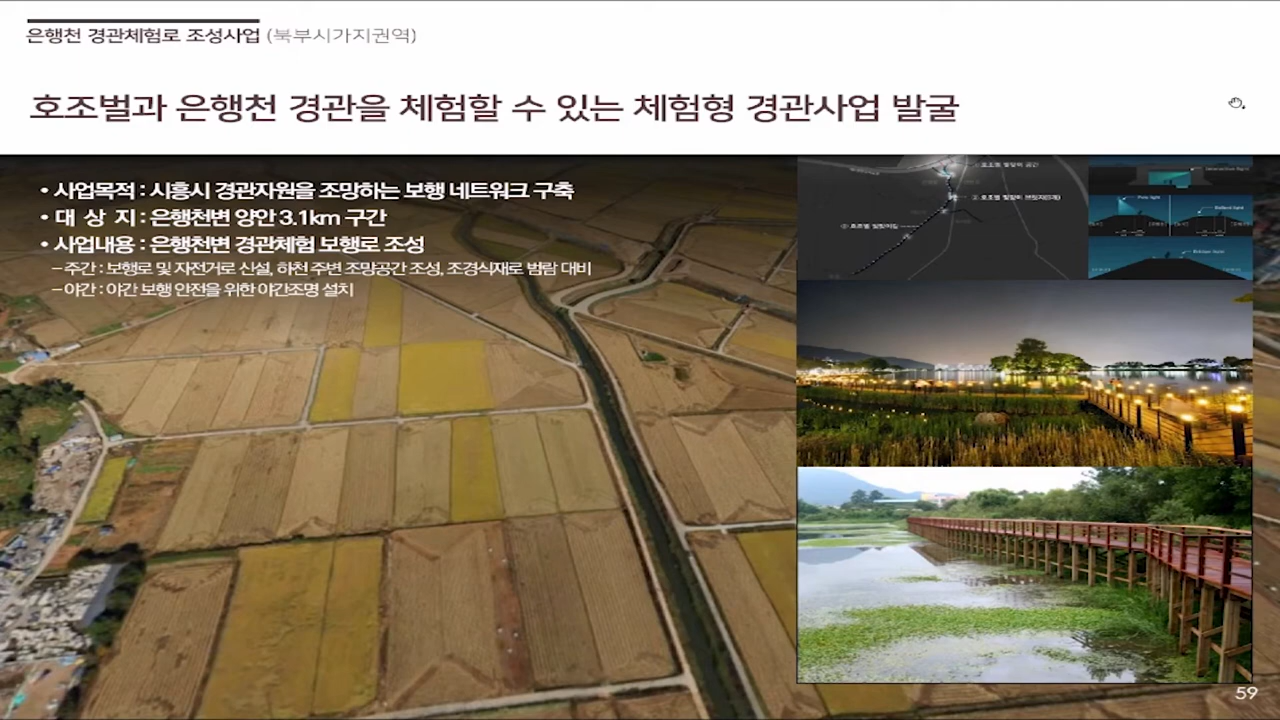 은행천 경관체험로 조성사업 (북부시가지권역)
호조벌과 은행천 경관을 체험할 수 있는 체험형 경관사업 발굴
• 사업목적 : 시흥시 경관자원을 조망하는 보행 네트워크 구축
• 대 상 지 : 은행천변 양안 3.1km 구간
• 사업내용 : 은행천변 경관체험 보행로 조성
– 주간 : 보행로 및 자전거로 신설, 하천 주변 조망공간 조성, 조경식재로 범람 대비
– 야간 : 야간 보행 안전을 위한 야간조명 설치
59